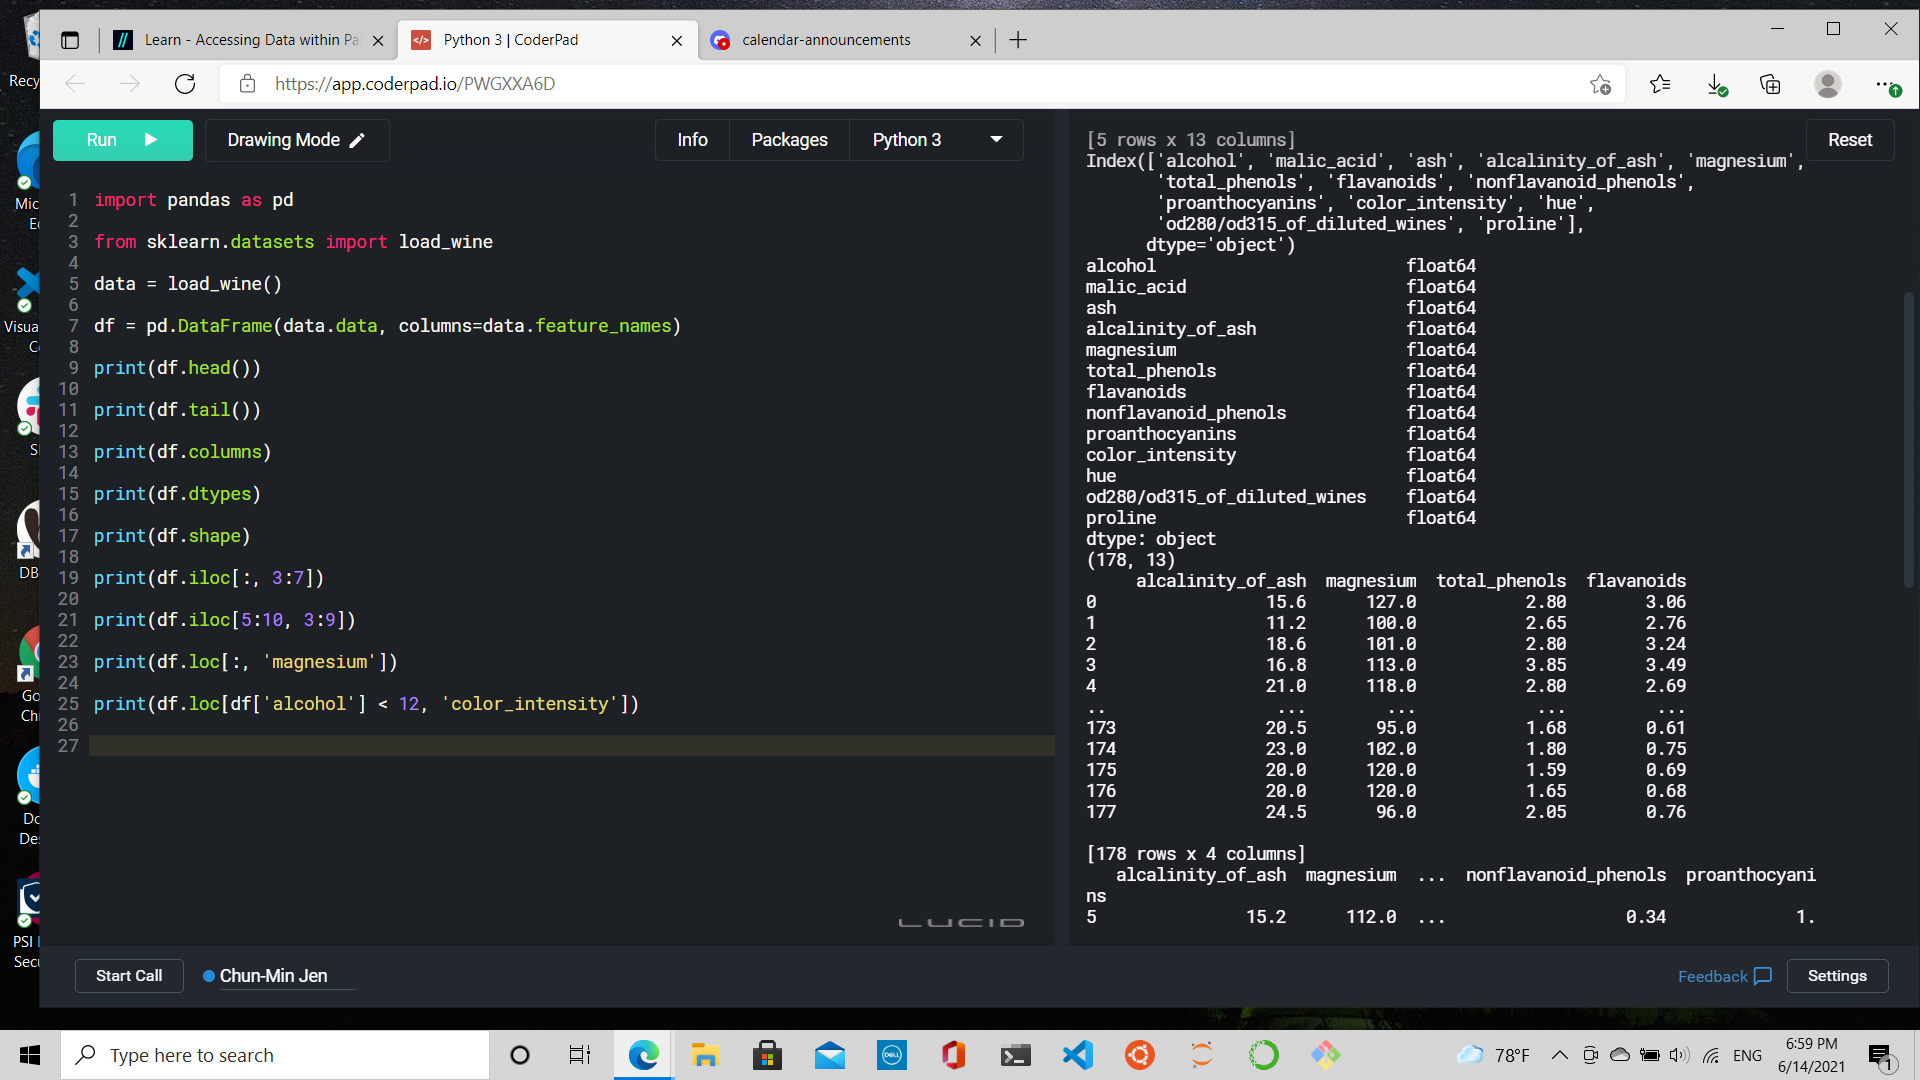 Learn - Accessing Data within Pa
Python 3 | CoderPad
calendar-announcements
https://app.coderpad.io/PWGXXA6D
Run
Drawing Mode
Info
Packages
Python 3
Reset
1 import pandas as pd
2
3 from sklearn.datasets import load_wine
4
5 data = load_wine()
6
7 df = pd.DataFrame(data.data, columns=data.feature_names)
8
9 print(df.head())
10
11 print(df.tail())
12
13 print(df.columns)
14
15 print(df.dtypes)
16
17 print(df.shape)
18
19 print(df.iloc[:, 3:7])
20
21 print(df.iloc[5:10, 3:9])
22
23 print(df.loc[:, 'magnesium'])
24
25 print(df.loc[df['alcohol'] < 12, 'color_intensity'])
26
27
LUCID
[5 rows x 13 columns]
Index(['alcohol', 'malic_acid', 'ash', 'alcalinity_of_ash', 'magnesium',
'total_phenols', 'flavanoids', 'nonflavanoid_phenols',
'proanthocyanins', 'color_intensity', 'hue',
'od280/od315_of_diluted_wines', 'proline'],
dtype='object')
alcohol float64
malic_acid float64
ash float64
alcalinity_of_ash float64
magnesium float64
total_phenols float64
flavanoids float64
nonflavanoid_phenols float64
proanthocyanins float64
color_intensity float64
hue float64
od280/od315_of_diluted_wines float64
proline float64
dtype: object
(178, 13)
alcalinity_of_ash magnesium total_phenols flavanoids
0 15.6 127.0 2.80 3.06
1 11.2 100.0 2.65 2.76
2 18.6 101.0 2.80 3.24
3 16.8 113.0 3.85 3.49
4 21.0 118.0 2.80 2.69
.. ... ... ... ...
173 20.5 95.0 1.68 0.61
174 23.0 102.0 1.80 0.75
175 20.0 120.0 1.59 0.69
176 20.0 120.0 1.65 0.68
177 24.5 96.0 2.05 0.76
[178 rows x 4 columns]
alcalinity_of_ash magnesium ... nonflavanoid_phenols proanthocyani
ns
5 15.2 112.0 ... 0.34 1.
Start Call
Chun-Min Jen
Feedback
Settings
Recy
Mic
Ec
Visua
C
DB
Go
Chr
Do
De
PSI
Secu
Type here to search
DELL
78°F
ENG
6:59 PM
6/14/2021
1